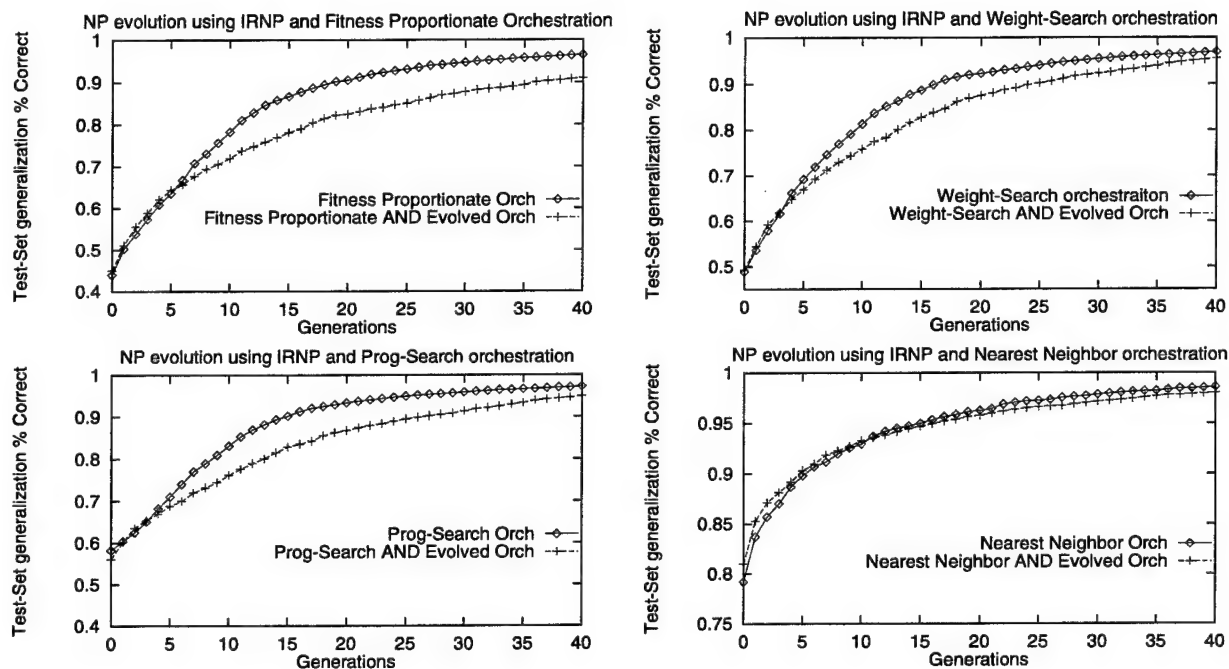 NP evolution using IRNP and Fitness Proportionate Orchestration
Test-Set generalization % Correct
1
0.9
0.8
0.7
0.6
0.5
0.4
Fitness Proportionate Orch
Fitness Proportionate AND Evolved Orch
0 5 10 15 20 25 30 35 40
Generations
NP evolution using IRNP and Weight-Search orchestration
Test-Set generalization % Correct
1
0.9
0.8
0.7
0.6
0.5
Weight-Search orchestraiton
Weight-Search AND Evolved Orch
0 5 10 15 20 25 30 35 40
Generations
NP evolution using IRNP and Prog-Search orchestration
Test-Set generalization % Correct
1
0.9
0.8
0.7
0.6
0.5
0.4
Prog-Search Orch
Prog-Search AND Evolved Orch
0 5 10 15 20 25 30 35 40
Generations
NP evolution using IRNP and Nearest Neighbor orchestration
Test-Set generalization % Correct
1
0.95
0.9
0.85
0.8
0.75
Nearest Neighbor Orch
Nearest Neighbor AND Evolved Orch
0 5 10 15 20 25 30 35 40
Generations